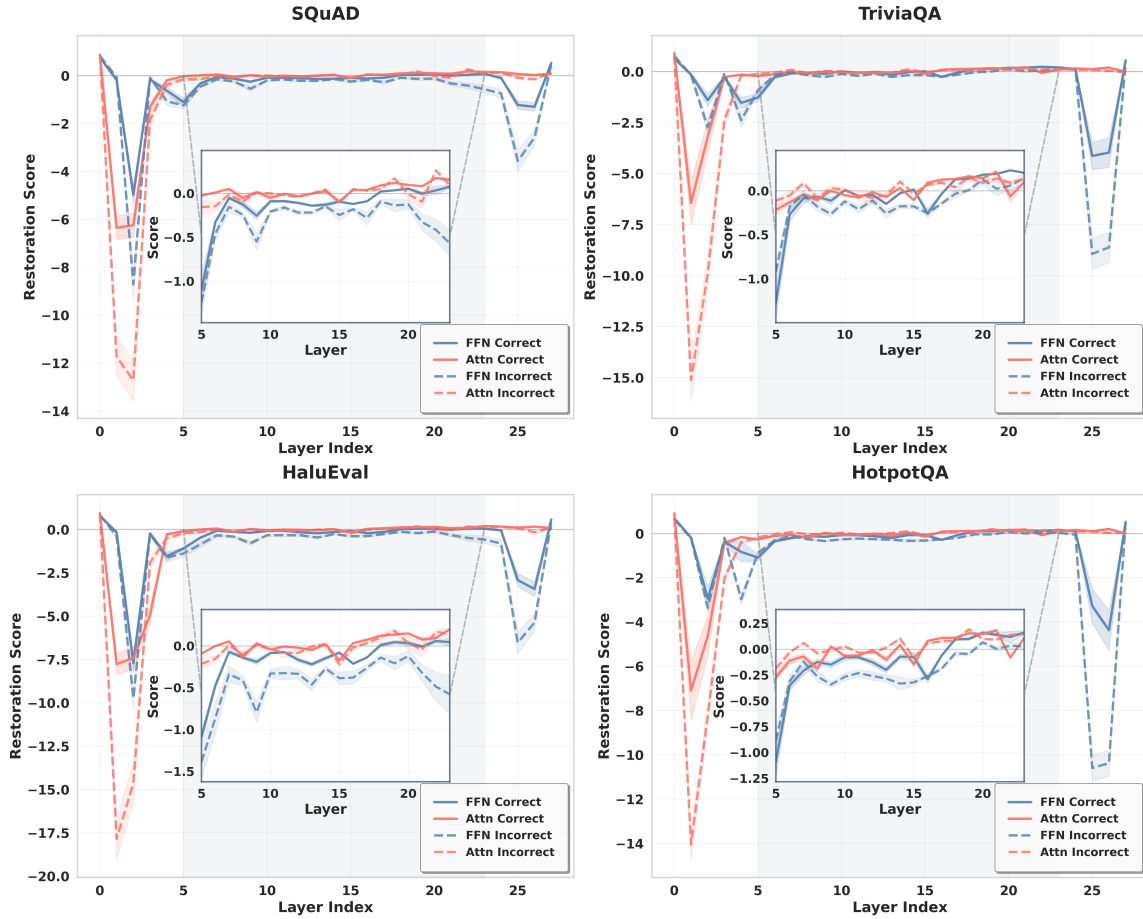 SQuAD
Restoration Score
0
−2
−4
−6
−8
−10
−12
−14
0
5
10
15
20
25
Layer Index
Score
0.0
−0.5
−1.0
5
10
15
20
Layer
FFN Correct
Attn Correct
FFN Incorrect
Attn Incorrect
TriviaQA
Restoration Score
0.0
−2.5
−5.0
−7.5
−10.0
−12.5
−15.0
0
5
10
15
20
25
Layer Index
Score
0.0
−0.5
−1.0
5
10
15
20
Layer
FFN Correct
Attn Correct
FFN Incorrect
Attn Incorrect
HaluEval
Restoration Score
0.0
−2.5
−5.0
−7.5
−10.0
−12.5
−15.0
−17.5
−20.0
0
5
10
15
20
25
Layer Index
Score
0.0
−0.5
−1.0
−1.5
5
10
15
20
Layer
FFN Correct
Attn Correct
FFN Incorrect
Attn Incorrect
HotpotQA
Restoration Score
0
−2
−4
−6
−8
−10
−12
−14
0
5
10
15
20
25
Layer Index
Score
0.25
0.00
−0.25
−0.50
−0.75
−1.00
−1.25
5
10
15
20
Layer
FFN Correct
Attn Correct
FFN Incorrect
Attn Incorrect